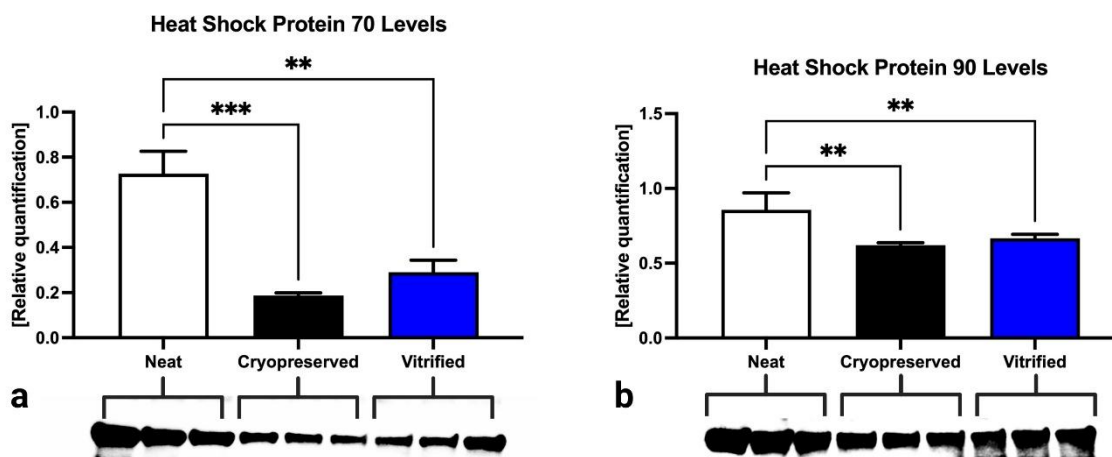 Heat Shock Protein 70 Levels
**
***
[Relative quantification]
1.0
0.8
0.6
0.4
0.2
0.0
Neat Cryopreserved Vitrified
a
Heat Shock Protein 90 Levels
**
**
[Relative quantification]
1.5
1.0
0.5
0.0
Neat Cryopreserved Vitrified
b